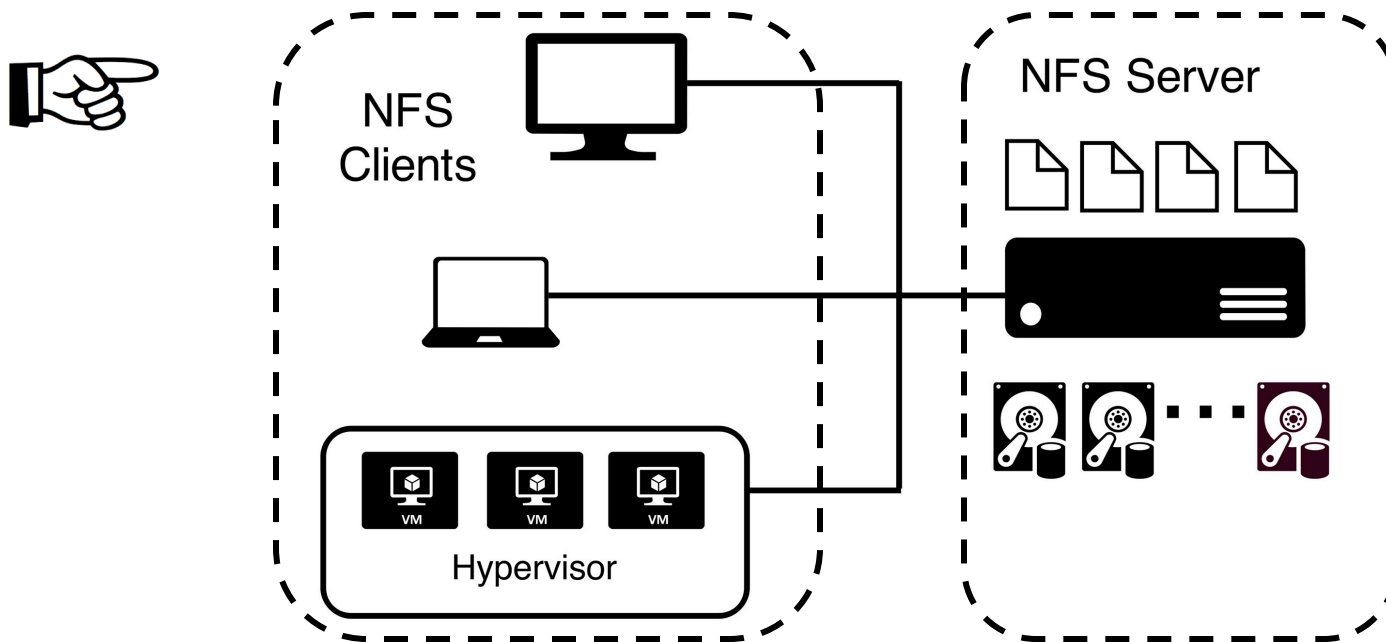 NFS
Clients
NFS Server
VM
VM
VM
Hypervisor